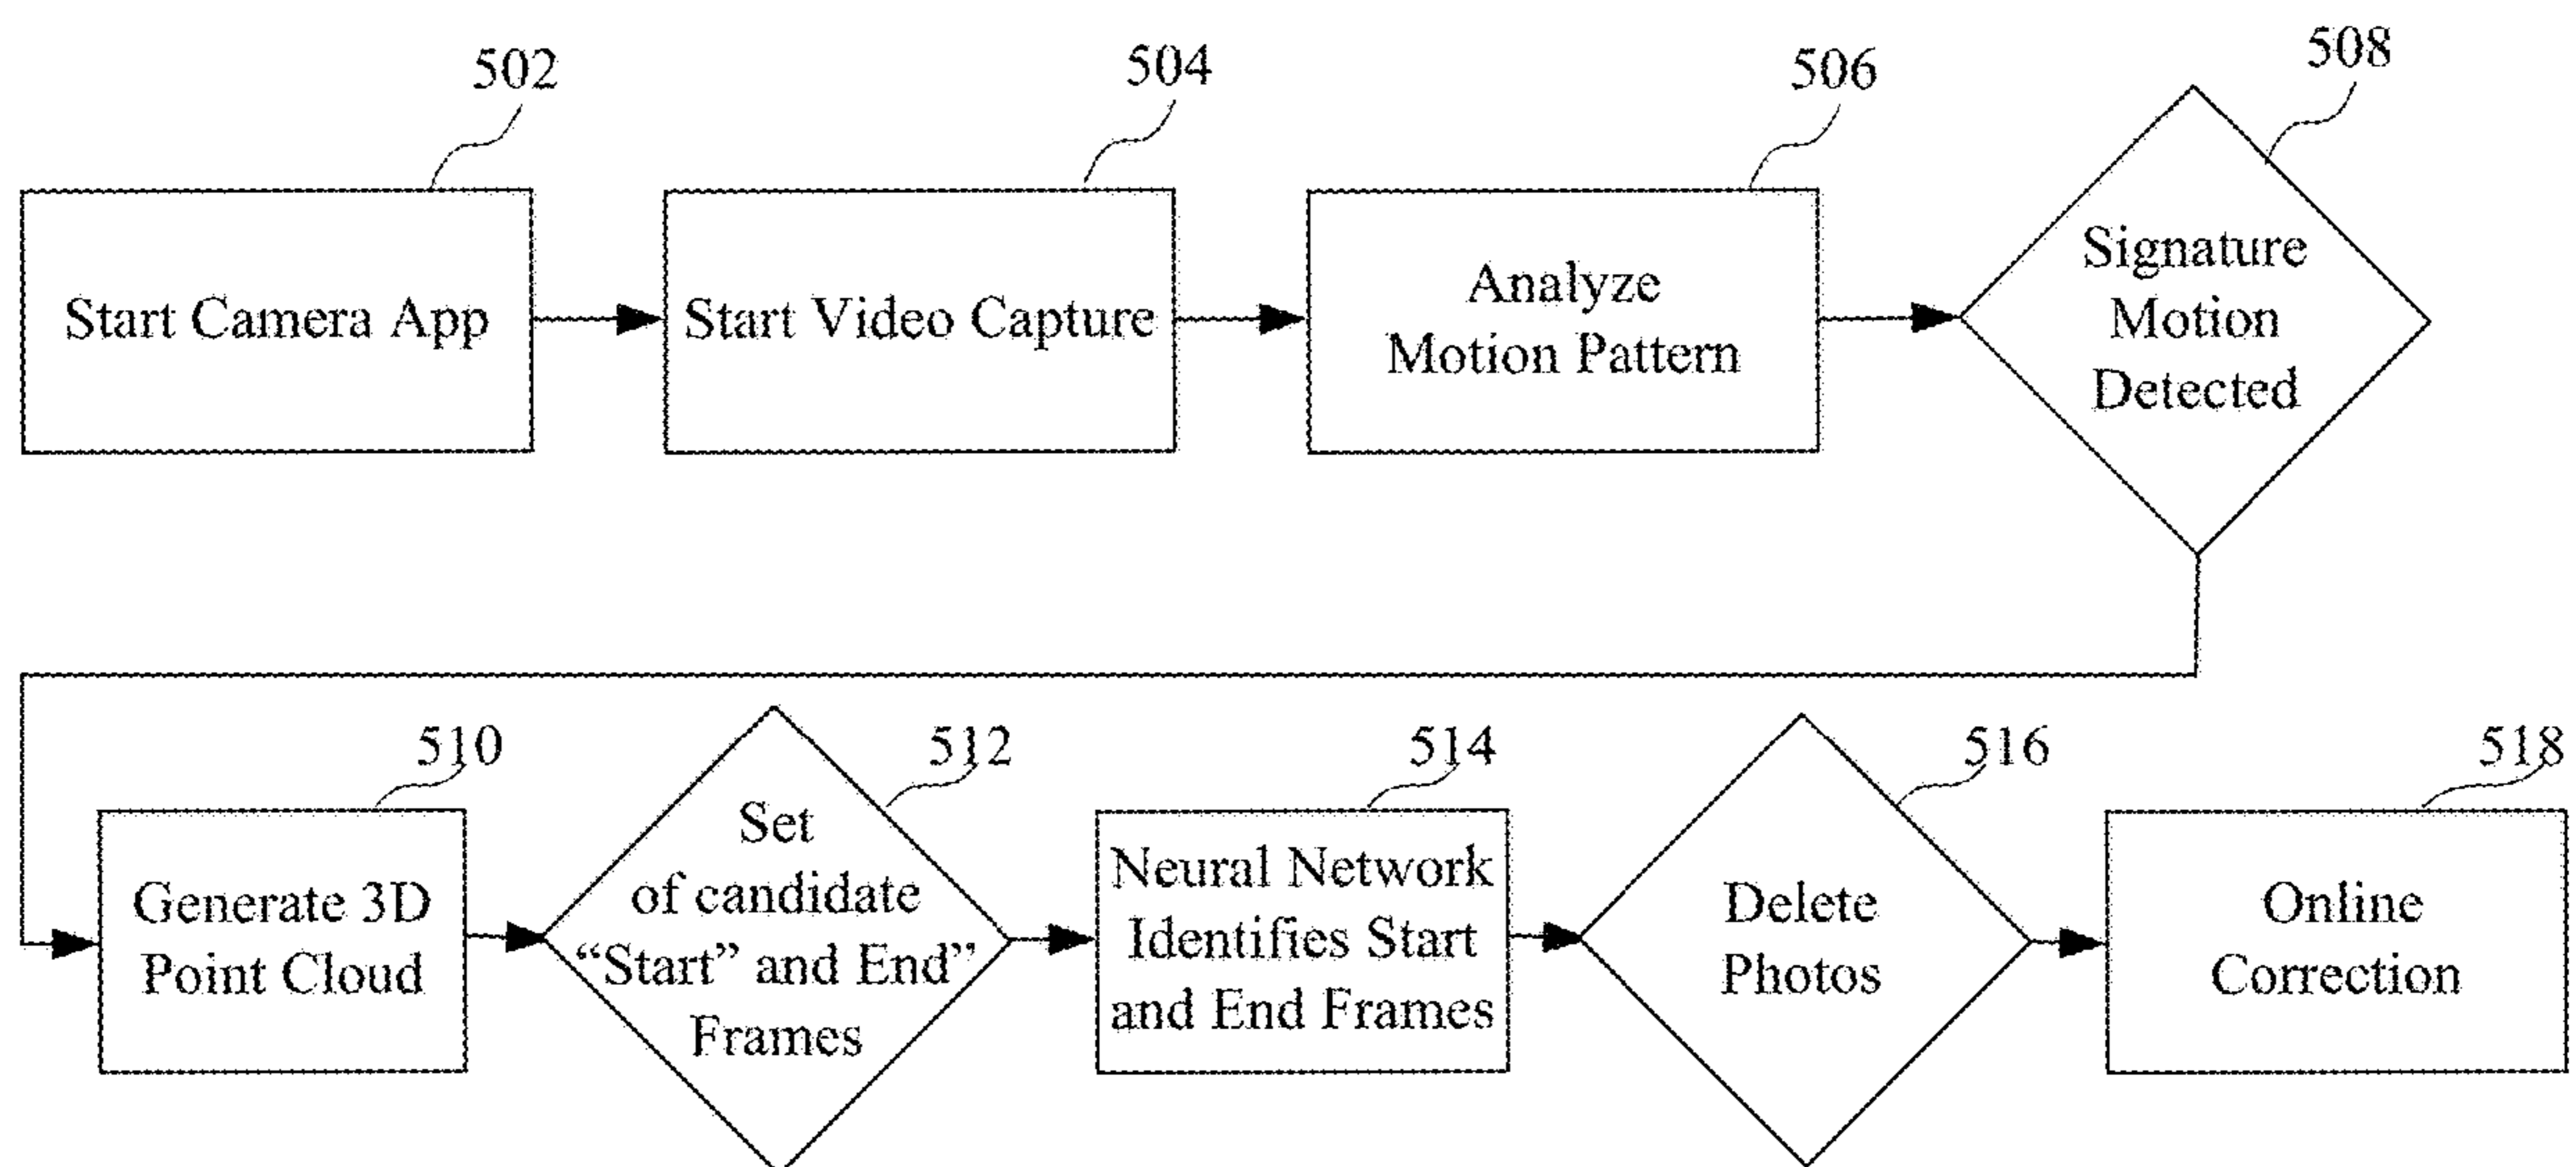 502
504
506
508
Start Camera App
Start Video Capture
Analyze
Motion Pattern
Signature
Motion
Detected
510
512
514
516
518
Generate 3D
Point Cloud
Set
of candidate
“Start” and End”
Frames
Neural Network
Identifies Start
and End Frames
Delete
Photos
Online
Correction